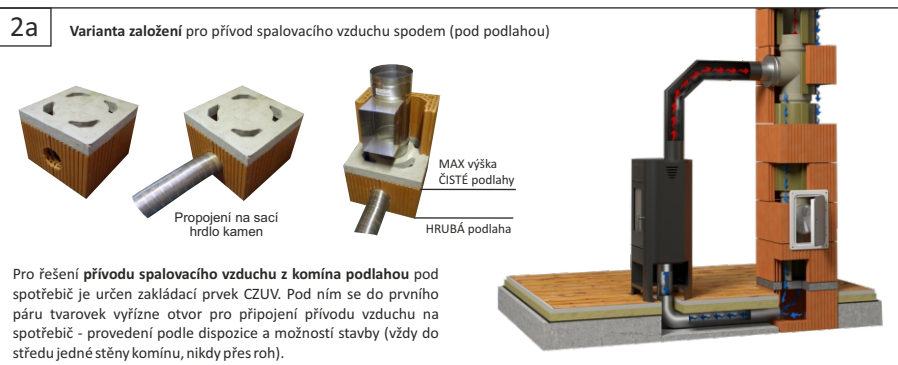 2a
Varianta založení pro přívod spalovacího vzduchu spodem (pod podlahou)
Propojení na sací
hrdlo kamen
MAX výška
ČISTÉ podlahy
HRUBÁ podlaha
Pro řešení přívodu spalovacího vzduchu z komína podlahou pod
spotřebič je určen zakládací prvek CZUV. Pod ním se do prvního
páru tvarovek vyřízne otvor pro připojení přívodu vzduchu na
spotřebič - provedení podle dispozice a možností stavby (vždy do
středu jedné stěny komínu, nikdy přes roh).